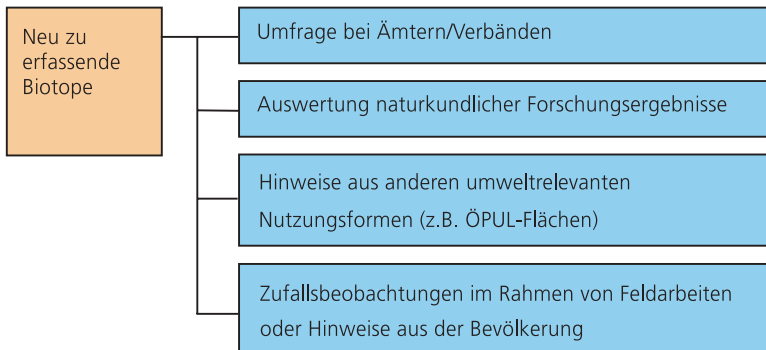 Neu zu
erfassende
Biotope
Umfrage bei Ämtern/Verbänden
Auswertung naturkundlicher Forschungsergebnisse
Hinweise aus anderen umweltrelevanten
Nutzungsformen (z.B. ÖPUL-Flächen)
Zufallsbeobachtungen im Rahmen von Feldarbeiten
oder Hinweise aus der Bevölkerung